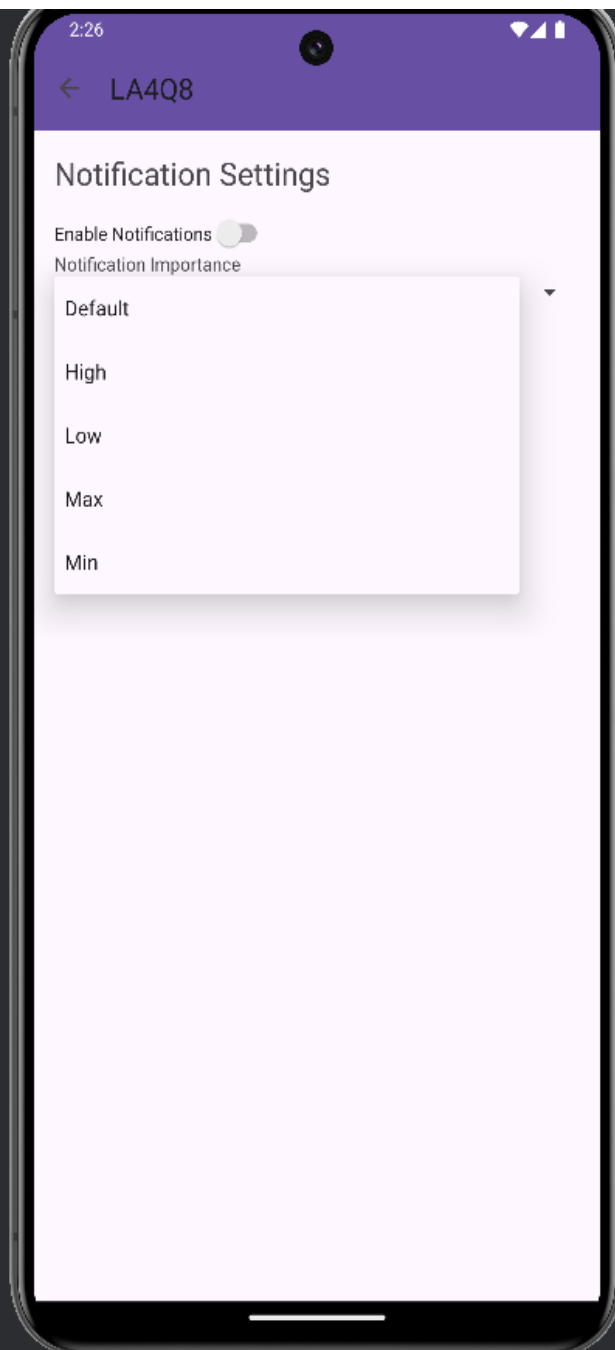 2:26
LA4Q8
Notification Settings
Enable Notifications
Notification Importance
Default
High
Low
Max
Min